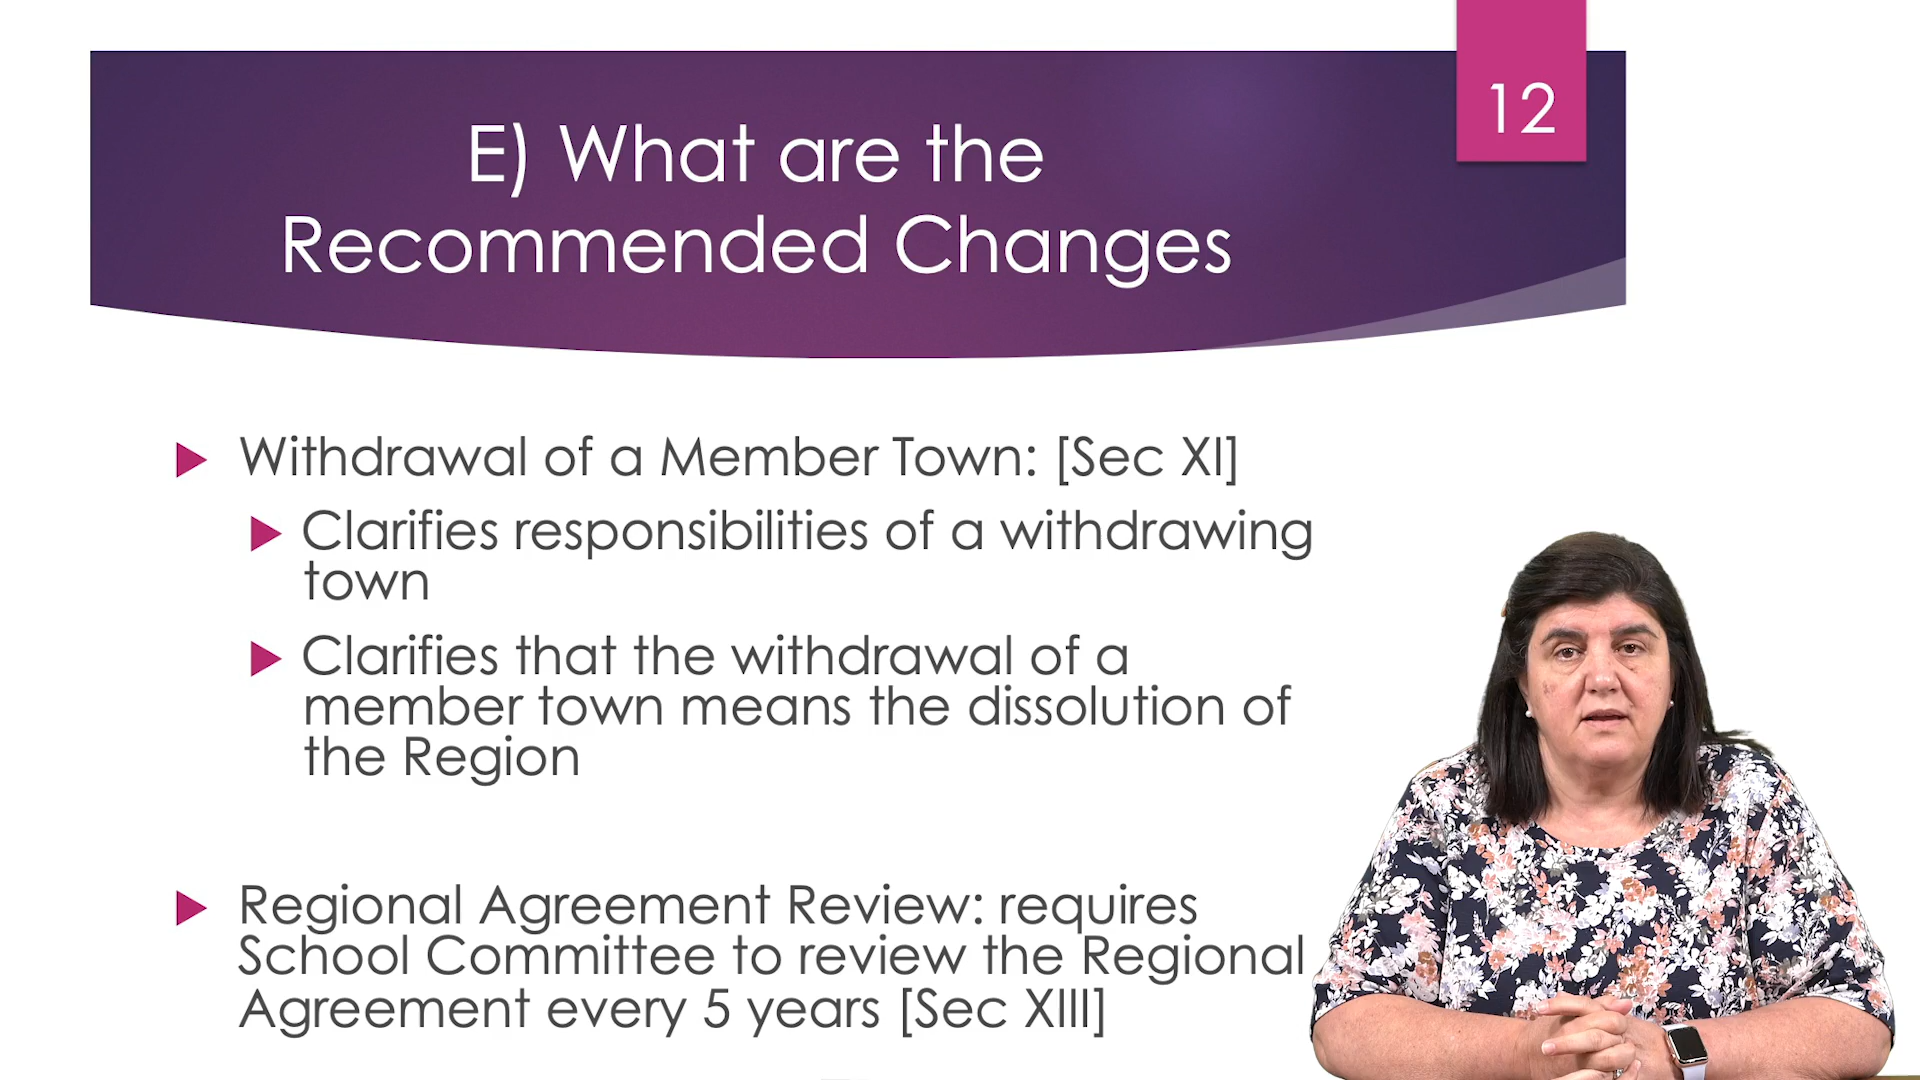 12
E) What are the
Recommended Changes
Withdrawal of a Member Town: [Sec XI]
Clarifies responsibilities of a withdrawing
town
Clarifies that the withdrawal of a
member town means the dissolution of
the Region
Regional Agreement Review: requires
School Committee to review the Regional
Agreement every 5 years [Sec XIII]